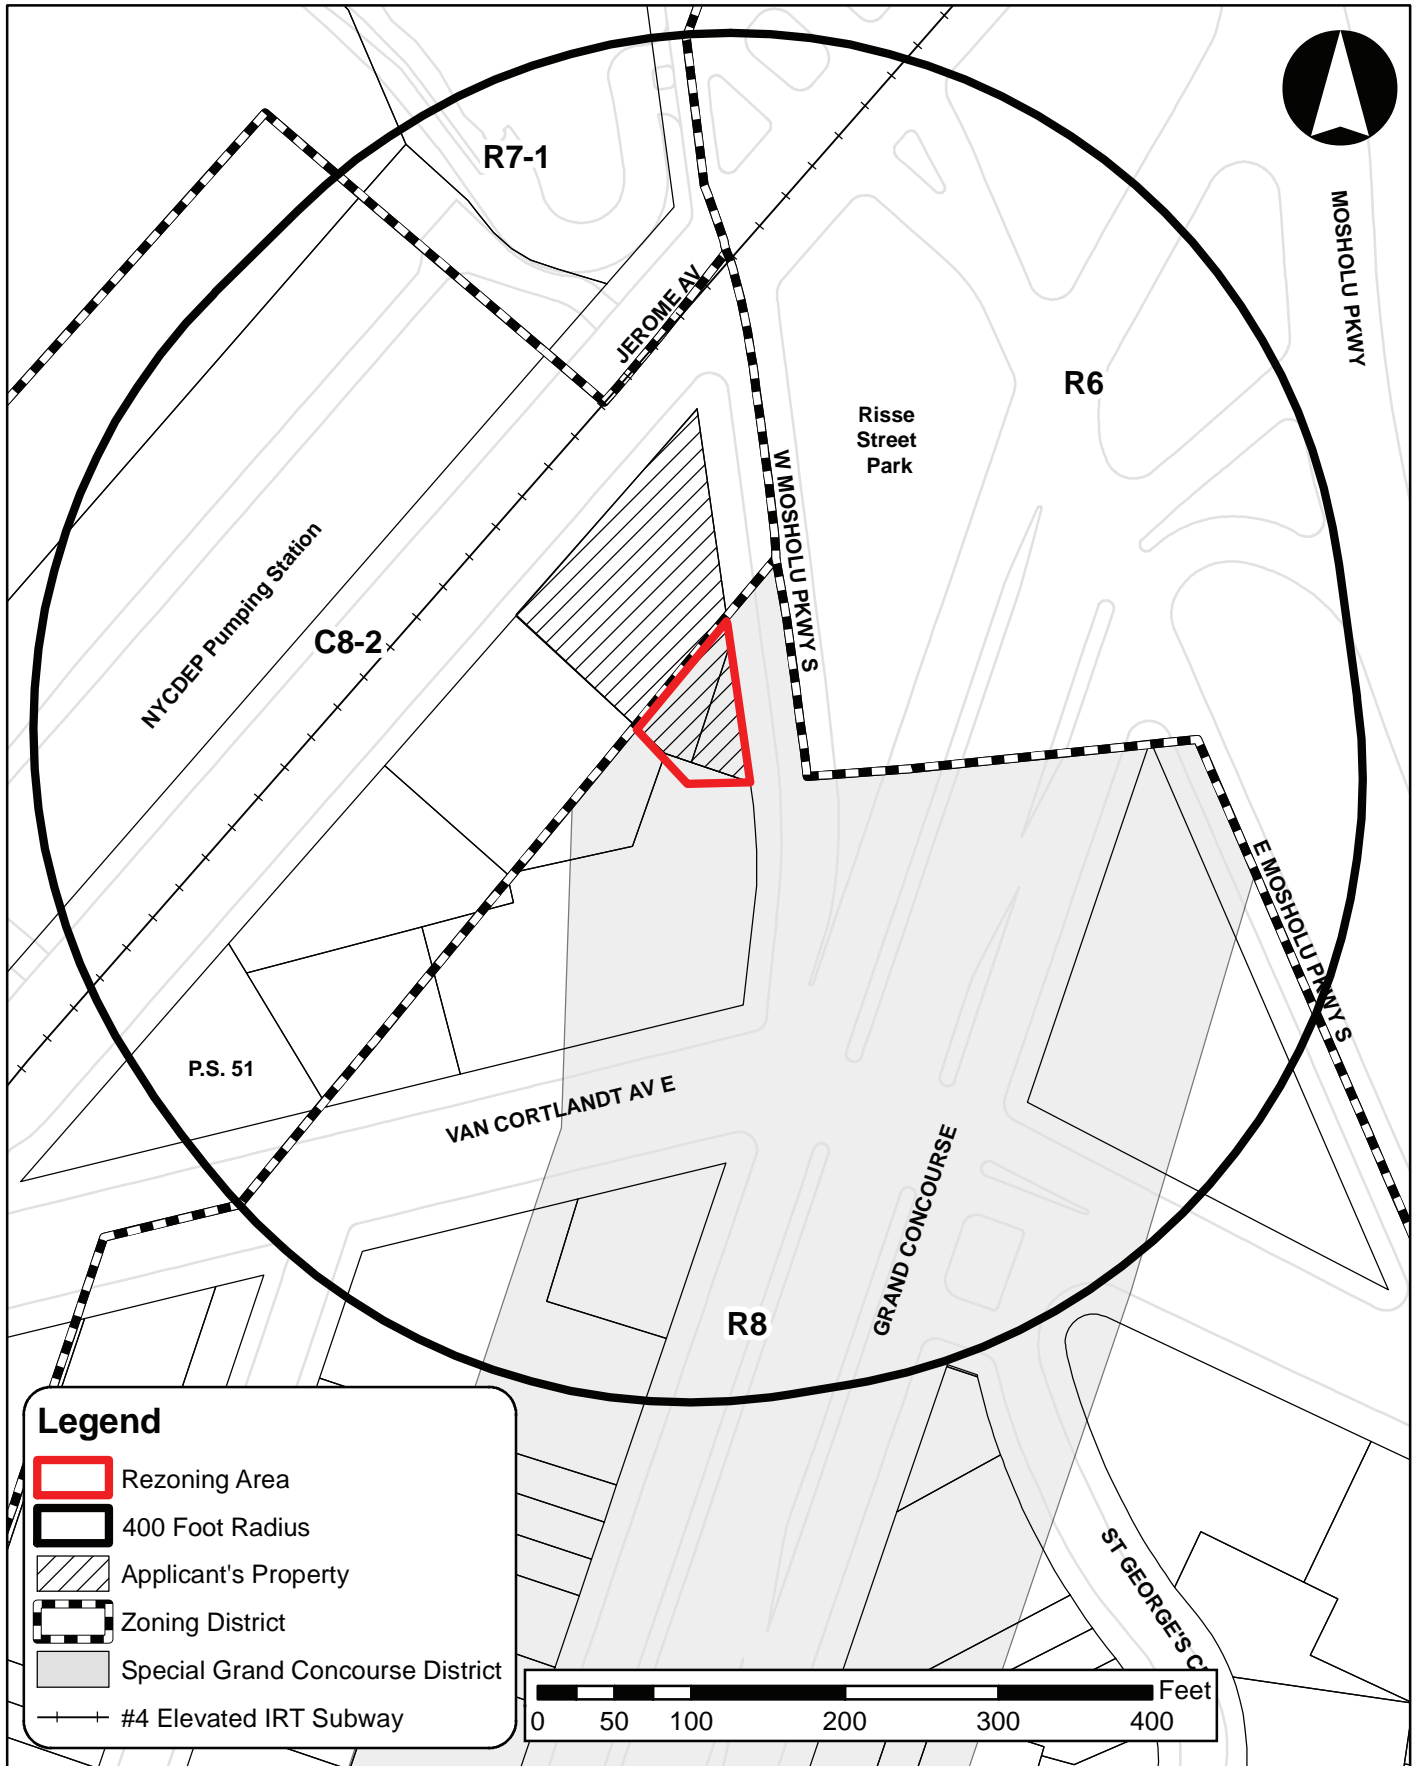 R7-1
MOSHOLU PKWY
JEROME AV
R6
Risse
Street
Park
W MOSHOLU PKWY S
NYCDEP Pumping Station
C8-2
E MOSHOLU PKWY S
P.S. 51
VAN CORTLANDT AV E
GRAND CONCOURSE
R8
ST GEORGE'S
Legend
Rezoning Area
400 Foot Radius
Applicant's Property
Zoning District
Special Grand Concourse District
#4 Elevated IRT Subway
Feet
0 50 100 200 300 400